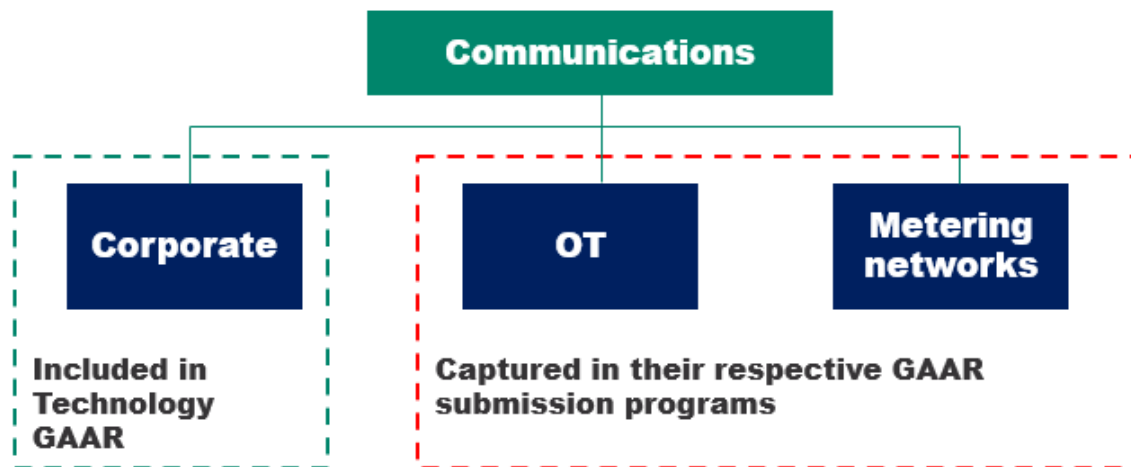 Communications
Corporate
OT
Metering
networks
Included in
Technology
GAAR
Captured in their respective GAAR
submission programs